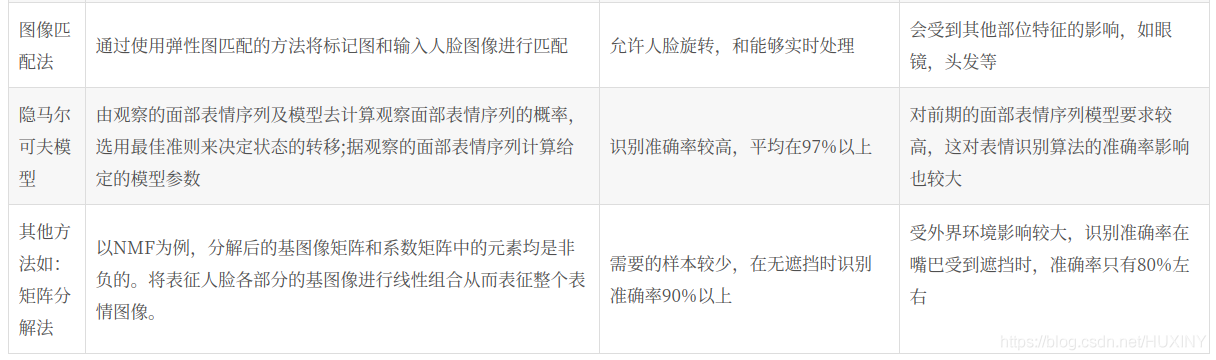 图像匹
配法
通过使用弹性图匹配的方法将标记图和输入人脸图像进行匹配
允许人脸旋转，和能够实时处理
会受到其他部位特征的影响，如眼
镜，头发等
隐马尔
可夫模
型
由观察的面部表情序列及模型去计算观察面部表情序列的概率，
选用最佳准则来决定状态的转移;据观察的面部表情序列计算给
定的模型参数
识别准确率较高，平均在97%以上
对前期的面部表情序列模型要求较
高，这对表情识别算法的准确率影响
也较大
其他方
法如：
矩阵分
解法
以NMF为例，分解后的基图像矩阵和系数矩阵中的元素均是非
负的。将表征人脸各部分的基图像进行线性组合从而表征整个表
情图像。
需要的样本较少，在无遮挡时识别
准确率90%以上
受外界环境影响较大，识别准确率在
嘴巴受到遮挡时，准确率只有80%左
右
https://blog.csdn.net/HUXINY